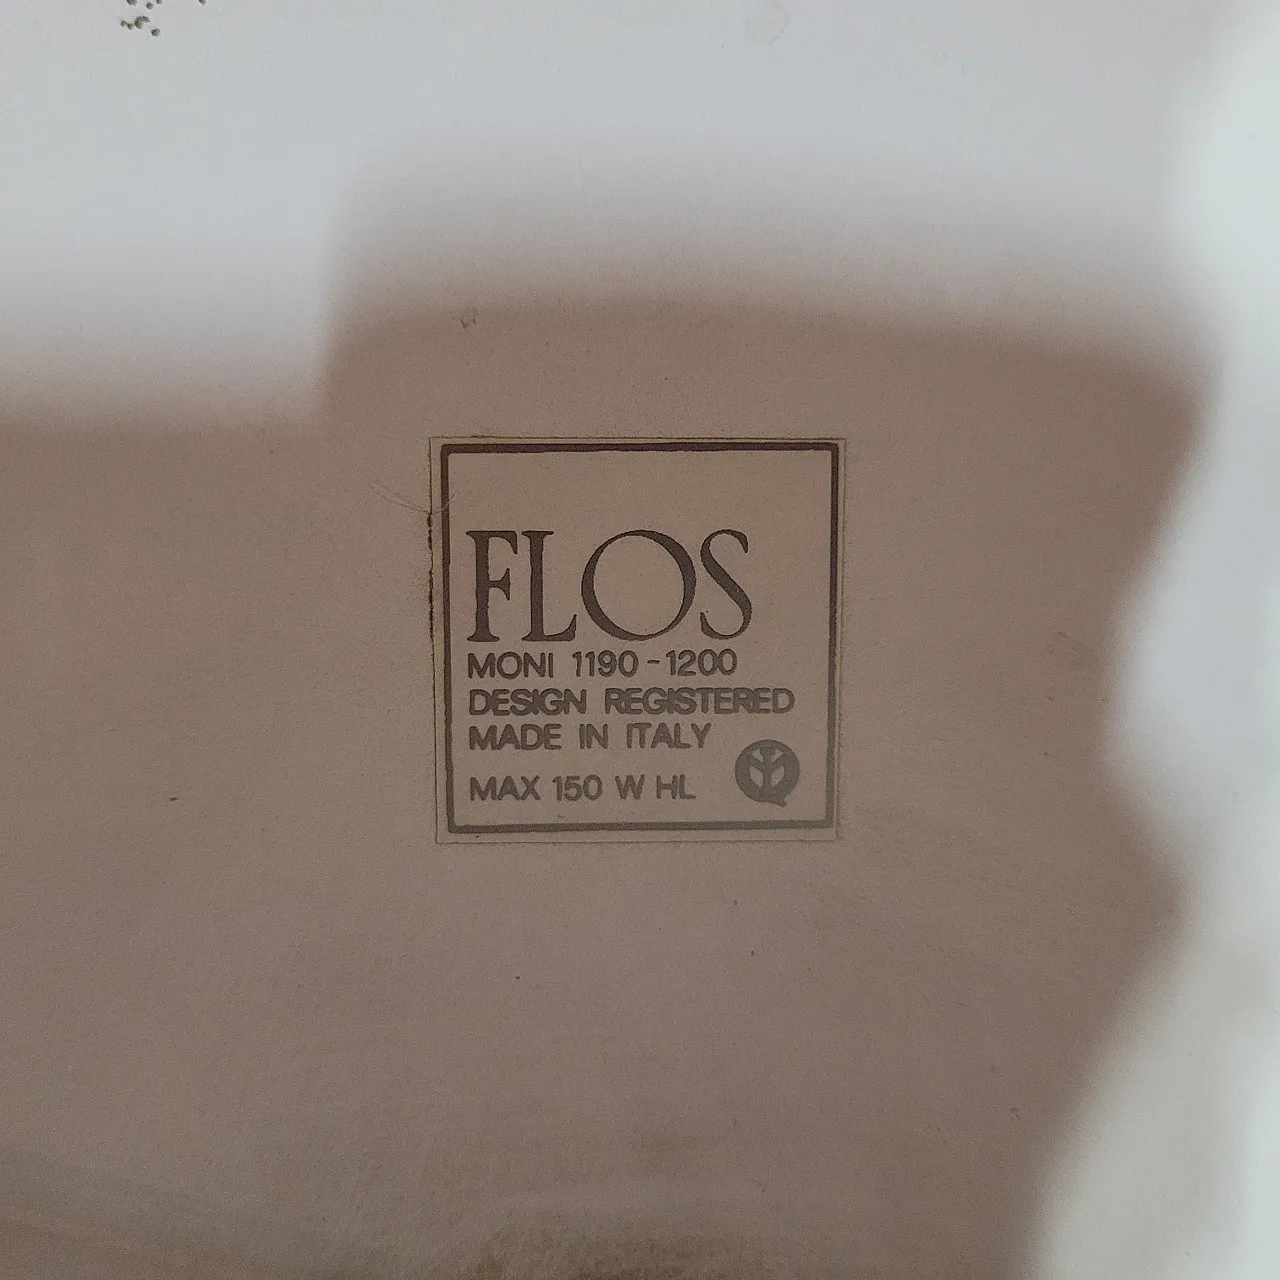 FLOS
MONI 1190-1200
DESIGN REGISTERED
MADE IN ITALY
MAX 150 W HL